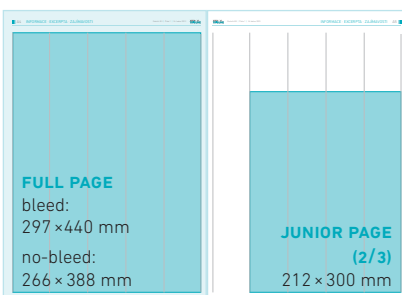 FULL PAGE
bleed:
297 × 440 mm
no-bleed:
266 × 388 mm
JUNIOR PAGE
(2/3)
212 × 300 mm